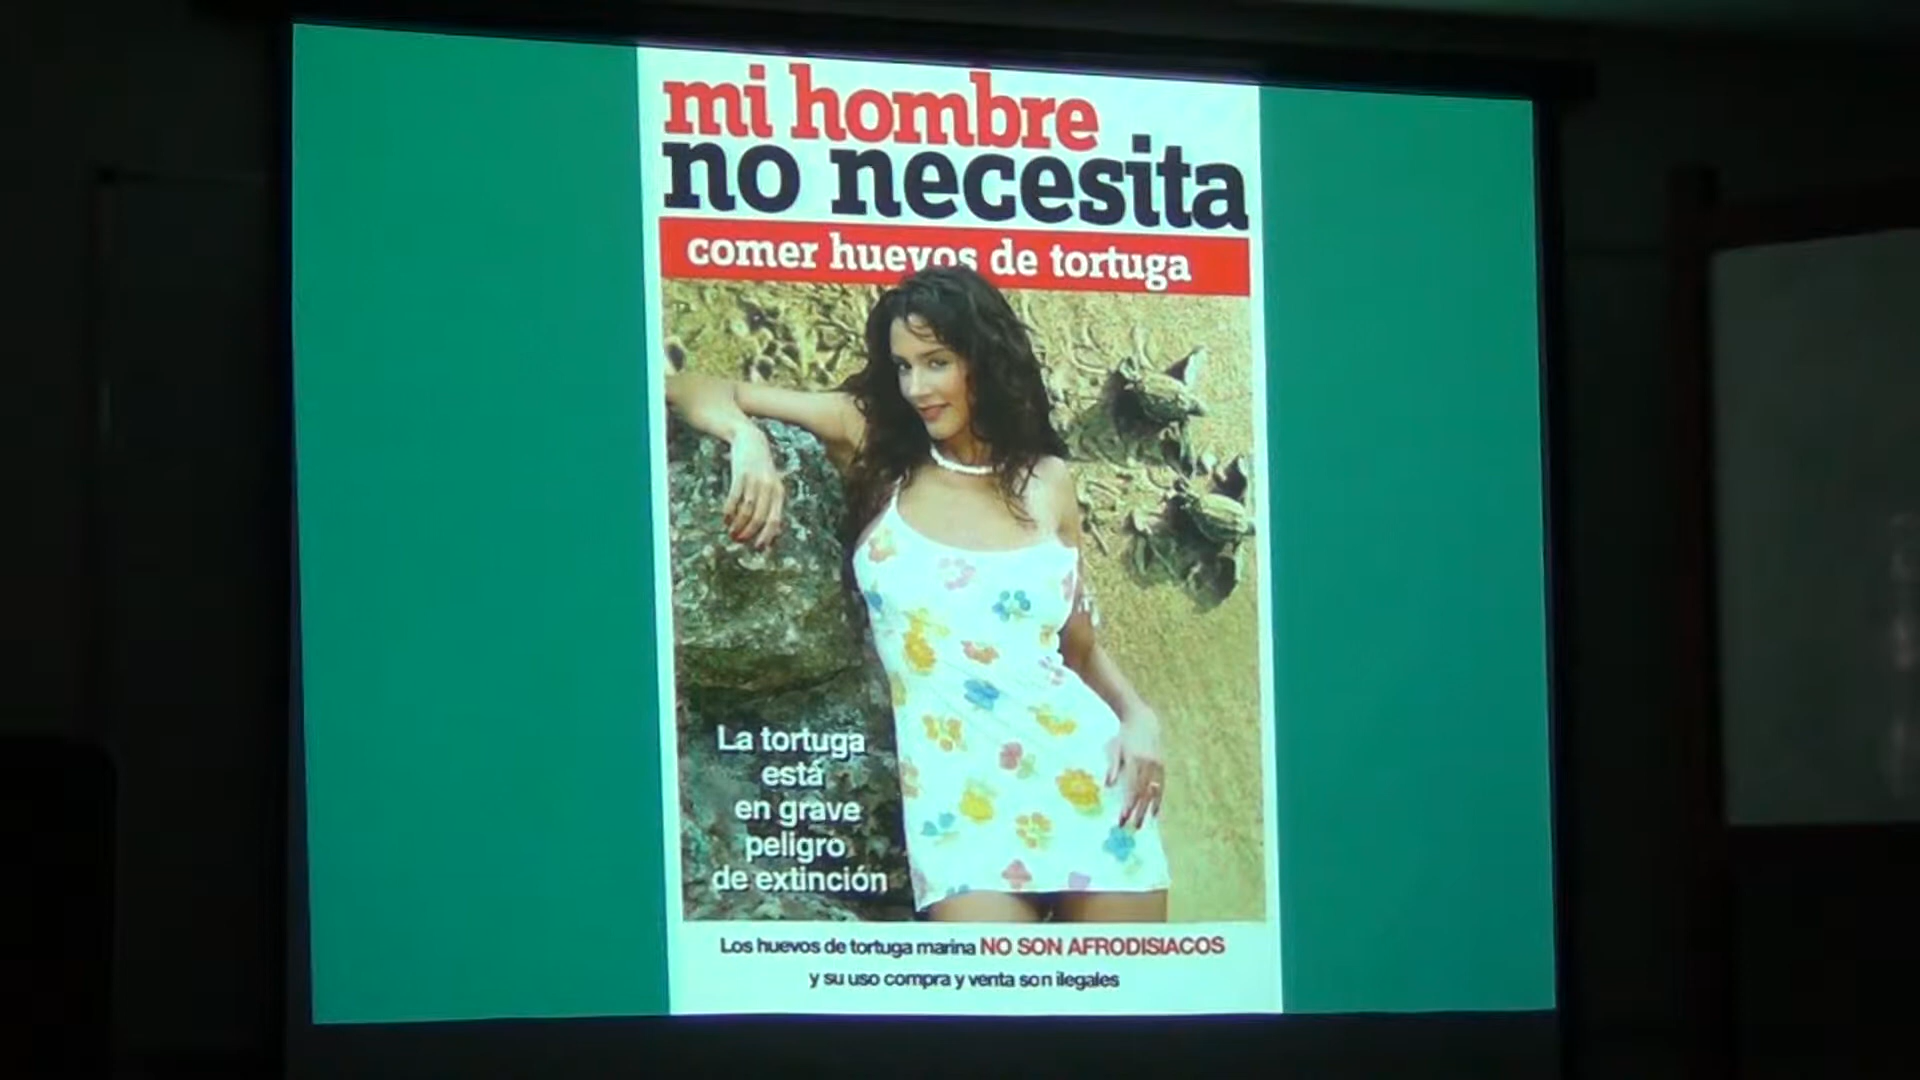 mi hombre
no necesita
comer huevos de tortuga
La tortuga
está
en grave
peligro
de extinción
Los huevos de tortuga marina NO SON AFRODISIACOS
y su uso compra y venta son ilegales